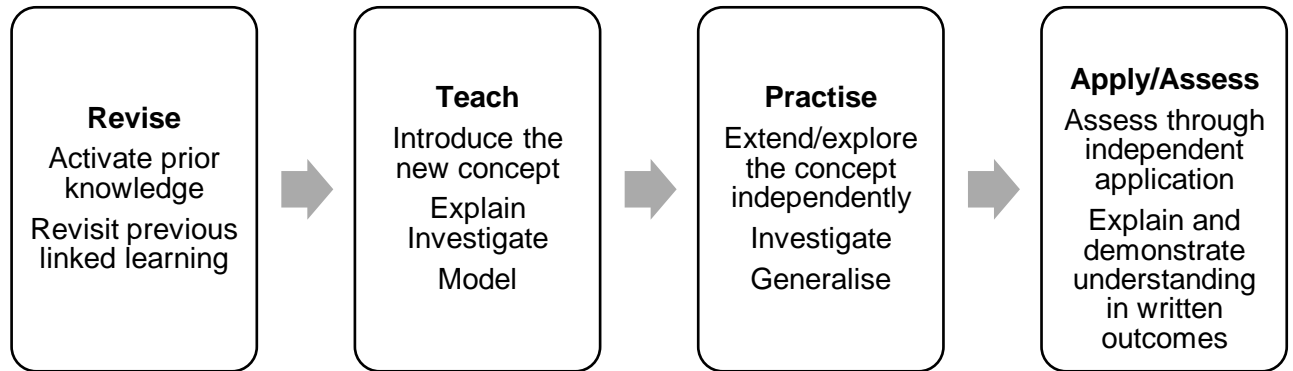 Revise
Activate prior
knowledge
Revisit previous
linked learning
Teach
Introduce the
new concept
Explain
Investigate
Model
Practise
Extend/explore
the concept
independently
Investigate
Generalise
Apply/Assess
Assess through
independent
application
Explain and
demonstrate
understanding
in written
outcomes